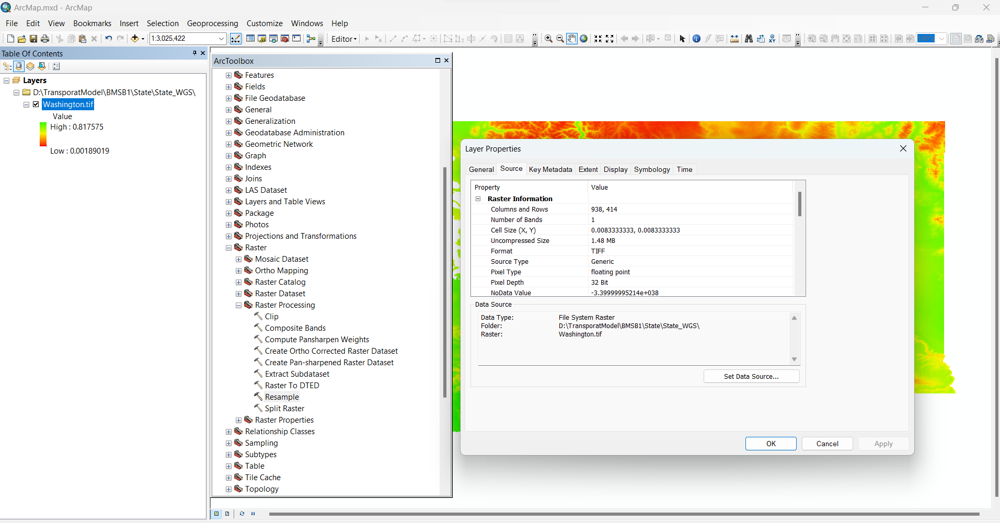 ArcMap.mxd - ArcMap
File Edit View Bookmarks Insert Selection Geoprocessing Customize Windows Help
1:3,025,422
Editor
100%
Table Of Contents
Layers
D:\TransporatModel\BMSB1\State\State_WGS\
Washington.tif
Value
High : 0.817575
Low : 0.00189019
ArcToolbox
Features
Fields
File Geodatabase
General
Generalization
Geodatabase Administration
Geometric Network
Graph
Indexes
Joins
LAS Dataset
Layers and Table Views
Package
Photos
Projections and Transformations
Raster
Mosaic Dataset
Ortho Mapping
Raster Catalog
Raster Dataset
Raster Processing
Clip
Composite Bands
Compute Pansharpen Weights
Create Ortho Corrected Raster Dataset
Create Pan-sharpened Raster Dataset
Extract Subdataset
Raster To DTED
Resample
Split Raster
Raster Properties
Relationship Classes
Sampling
Subtypes
Table
Tile Cache
Topology
Layer Properties
General Source Key Metadata Extent Display Symbology Time
Property Value
Raster Information
Columns and Rows 938, 414
Number of Bands 1
Cell Size (X, Y) 0.0083333333, 0.0083333333
Uncompressed Size 1.48 MB
Format TIFF
Source Type Generic
Pixel Type floating point
Pixel Depth 32 Bit
NoData Value -3.39999995214e+038
Data Source
Data Type: File System Raster
Folder: D:\TransporatModel\BMSB1\State\State_WGS\
Raster: Washington.tif
Set Data Source...
OK Cancel Apply